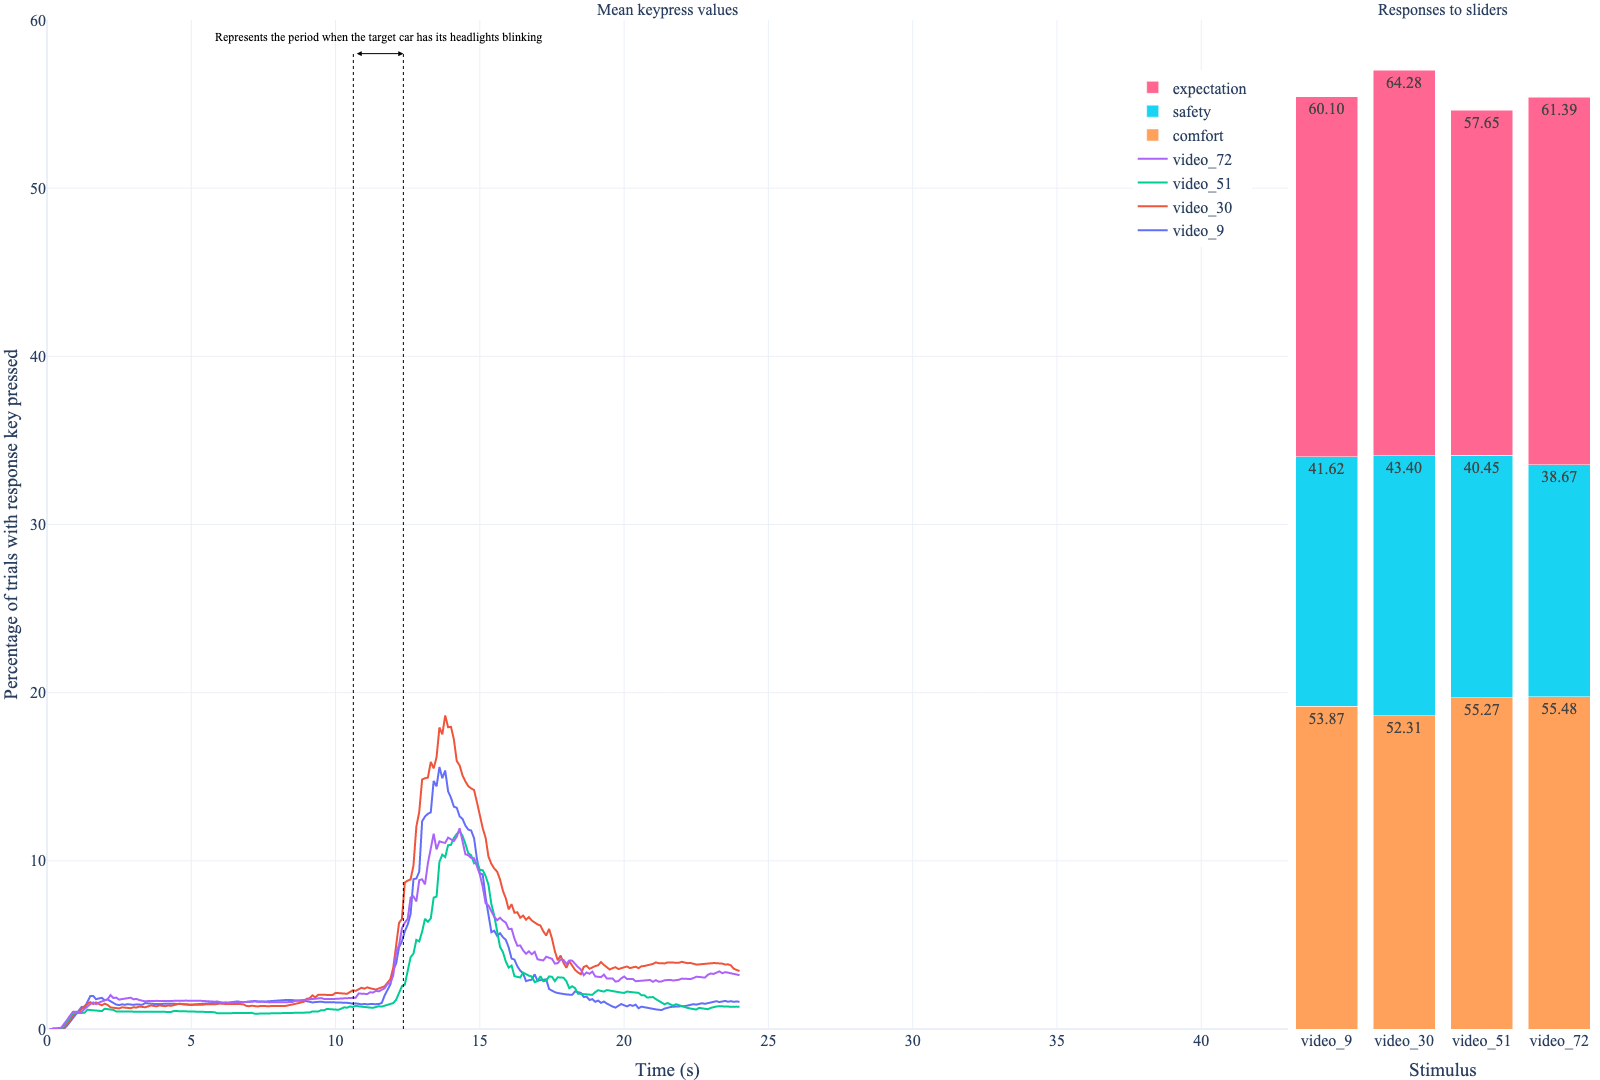 Mean keypress values
Responses to sliders
Represents the period when the target car has its headlights blinking
Percentage of trials with response key pressed
60
50
40
30
20
10
0
0 5 10 15 20 25 30 35 40
Time (s)
expectation
safety
comfort
video_72
video_51
video_30
video_9
60.10 64.28 57.65 61.39
41.62 43.40 40.45 38.67
53.87 52.31 55.27 55.48
video_9 video_30 video_51 video_72
Stimulus